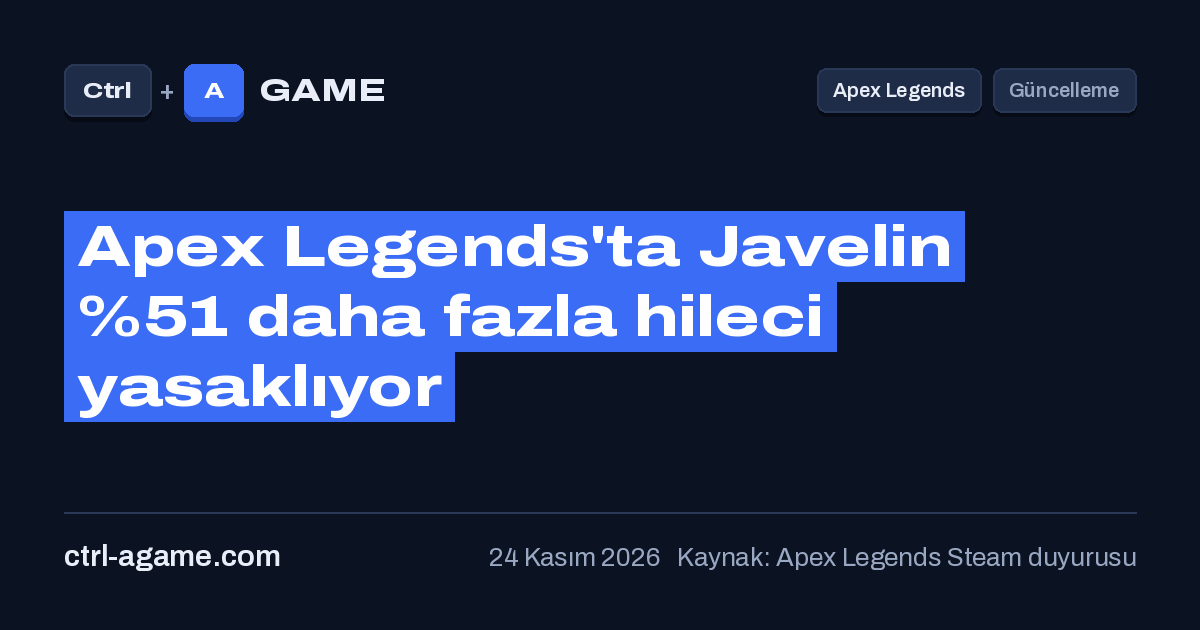 Ctrl + A GAME
Apex Legends Güncelleme
Apex Legends'ta Javelin
%51 daha fazla hileci
yasaklıyor
ctrl-agame.com
24 Kasım 2026 Kaynak: Apex Legends Steam duyurusu